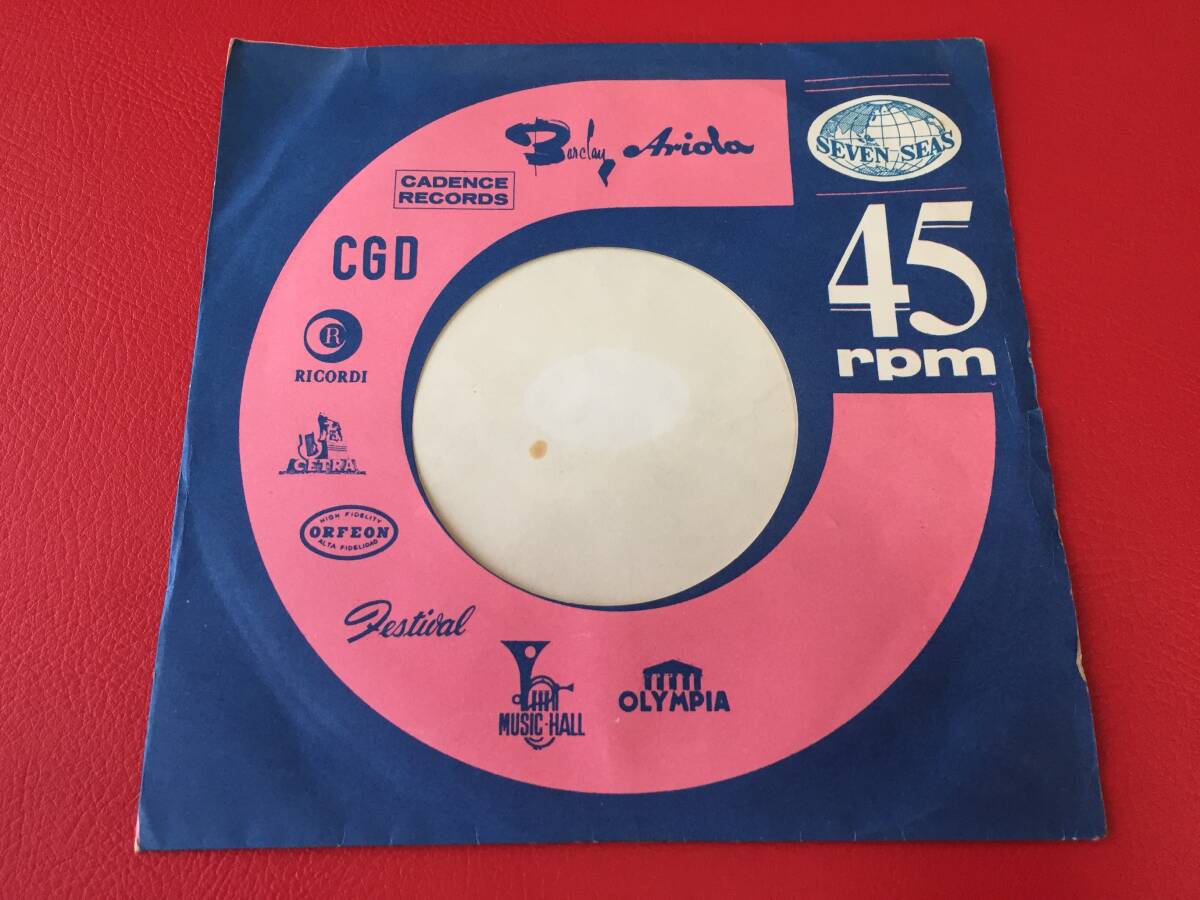 Barclay
Ariola
SEVEN SEAS
CADENCE
RECORDS
CGD
45
rpm
R
RICORDI
CETRA
HIGH FIDELITY
ORFEON
ALTA FIDELIDAD
Festival
MUSIC-HALL
OLYMPIA